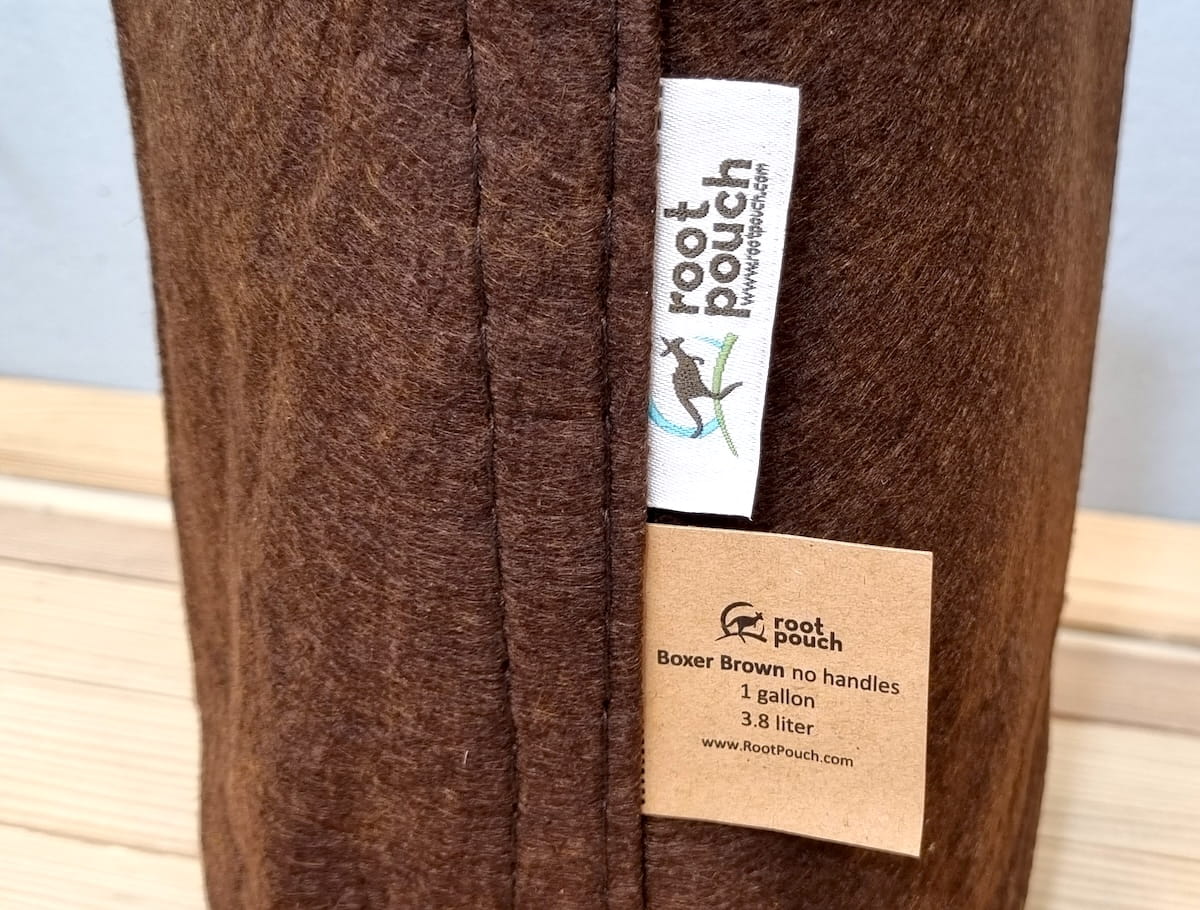 root
pouch
www.rootpouch.com
root
pouch
Boxer Brown no handles
1 gallon
3.8 liter
www.RootPouch.com